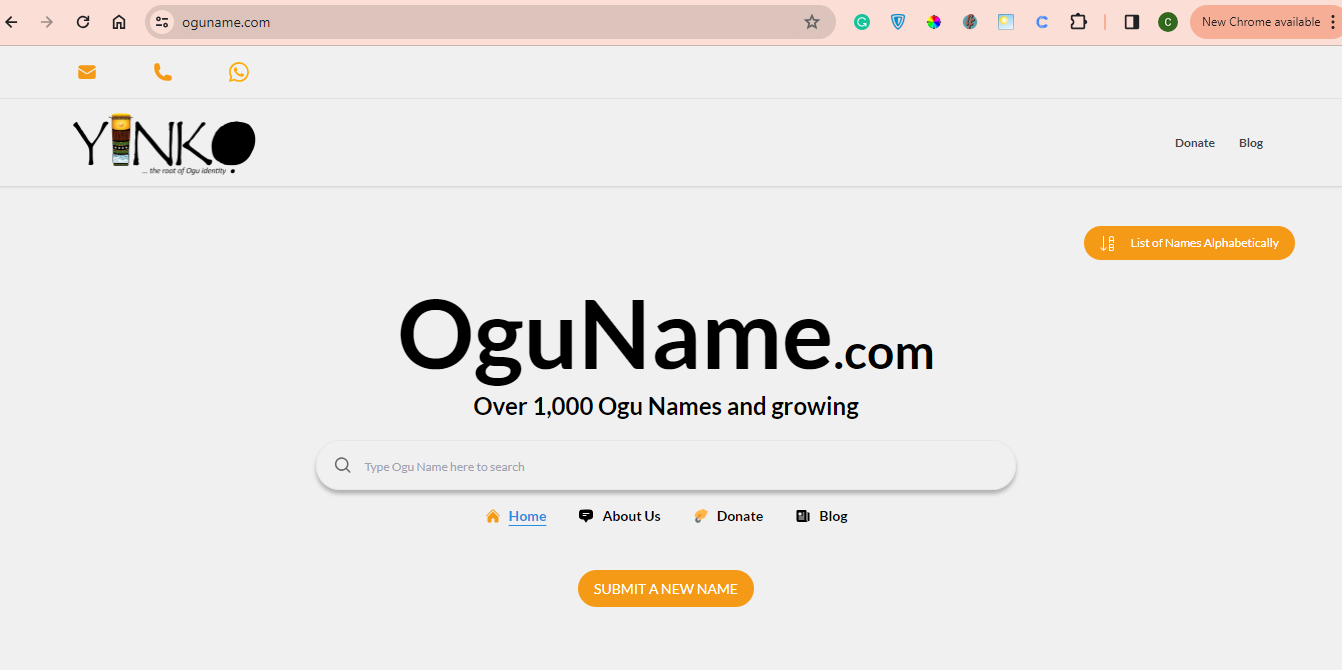 oguname.com
C
C
New Chrome available
YINKO
... the root of Ogu identity
Donate
Blog
List of Names Alphabetically
OguName.com
Over 1,000 Ogu Names and growing
Type Ogu Name here to search
Home
About Us
Donate
Blog
SUBMIT A NEW NAME